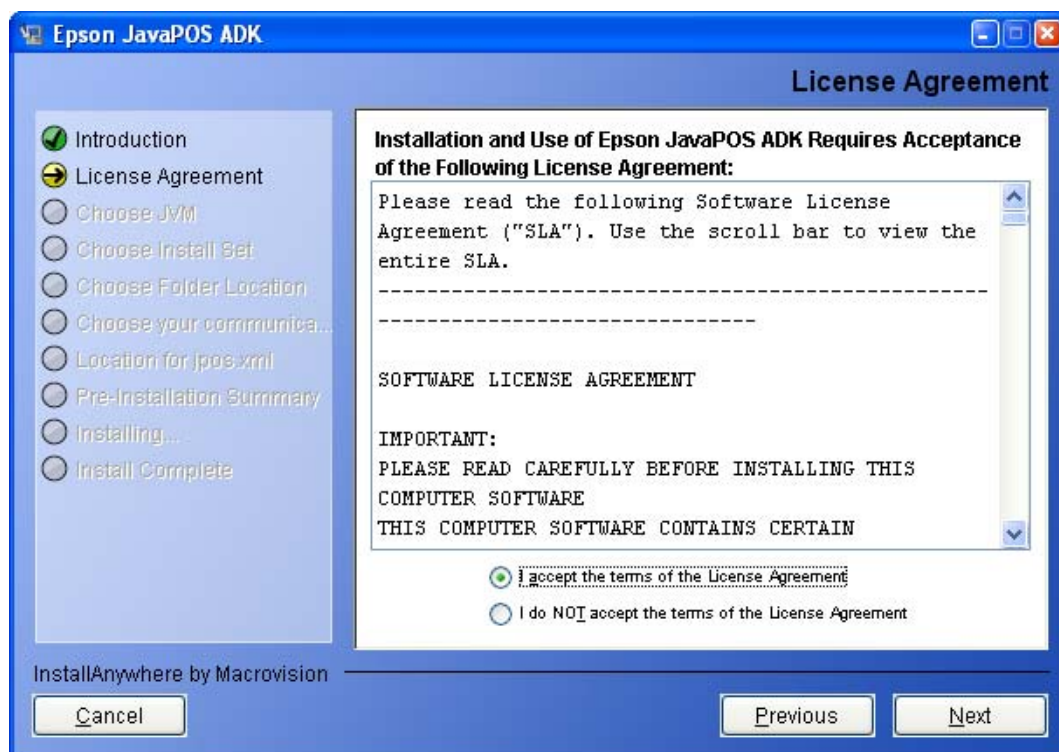 Epson JavaPOS ADK
License Agreement
Introduction
License Agreement
Choose JVM
Choose Install Set
Choose Folder Location
Choose your communica...
Location for jpos.xml
Pre-Installation Summary
Installing...
Install Complete
Installation and Use of Epson JavaPOS ADK Requires Acceptance
of the Following License Agreement:
Please read the following Software License
Agreement ("SLA"). Use the scroll bar to view the
entire SLA.
---------------------------------------------------
--------------------------------
SOFTWARE LICENSE AGREEMENT
IMPORTANT:
PLEASE READ CAREFULLY BEFORE INSTALLING THIS
COMPUTER SOFTWARE
THIS COMPUTER SOFTWARE CONTAINS CERTAIN
I accept the terms of the License Agreement
I do NOT accept the terms of the License Agreement
InstallAnywhere by Macrovision
Cancel
Previous
Next